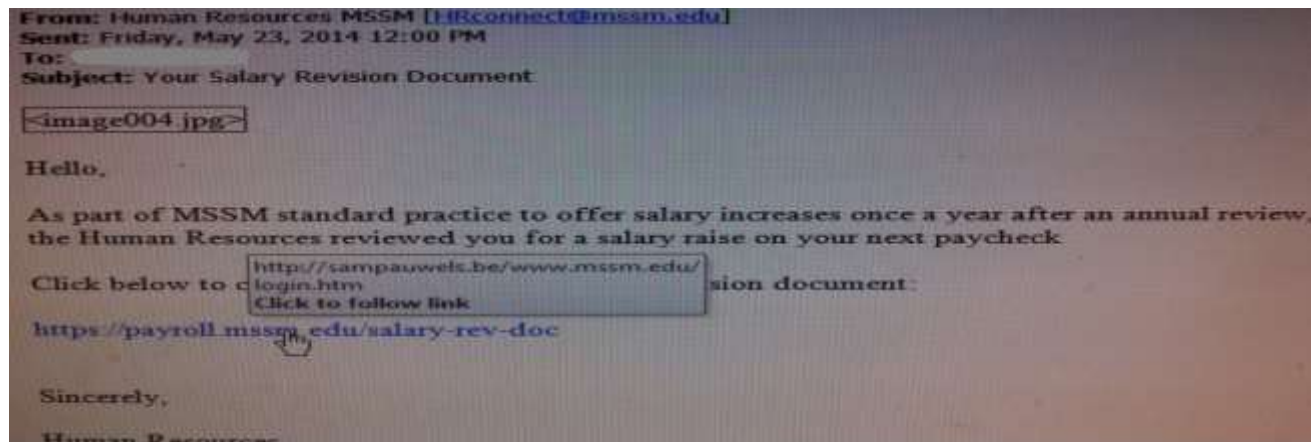 From: Human Resources MSSM [HRconnect@mssm.edu]
Sent: Friday, May 23, 2014 12:00 PM
To:
Subject: Your Salary Revision Document
<image004.jpg>
Hello,
As part of MSSM standard practice to offer salary increases once a year after an annual review,
the Human Resources reviewed you for a salary raise on your next paycheck
http://sampauwels.be/www.mssm.edu/
Click below to c login.htm sion document:
Click to follow link
https://payroll.mssm.edu/salary-rev-doc
Sincerely,
Human Resources